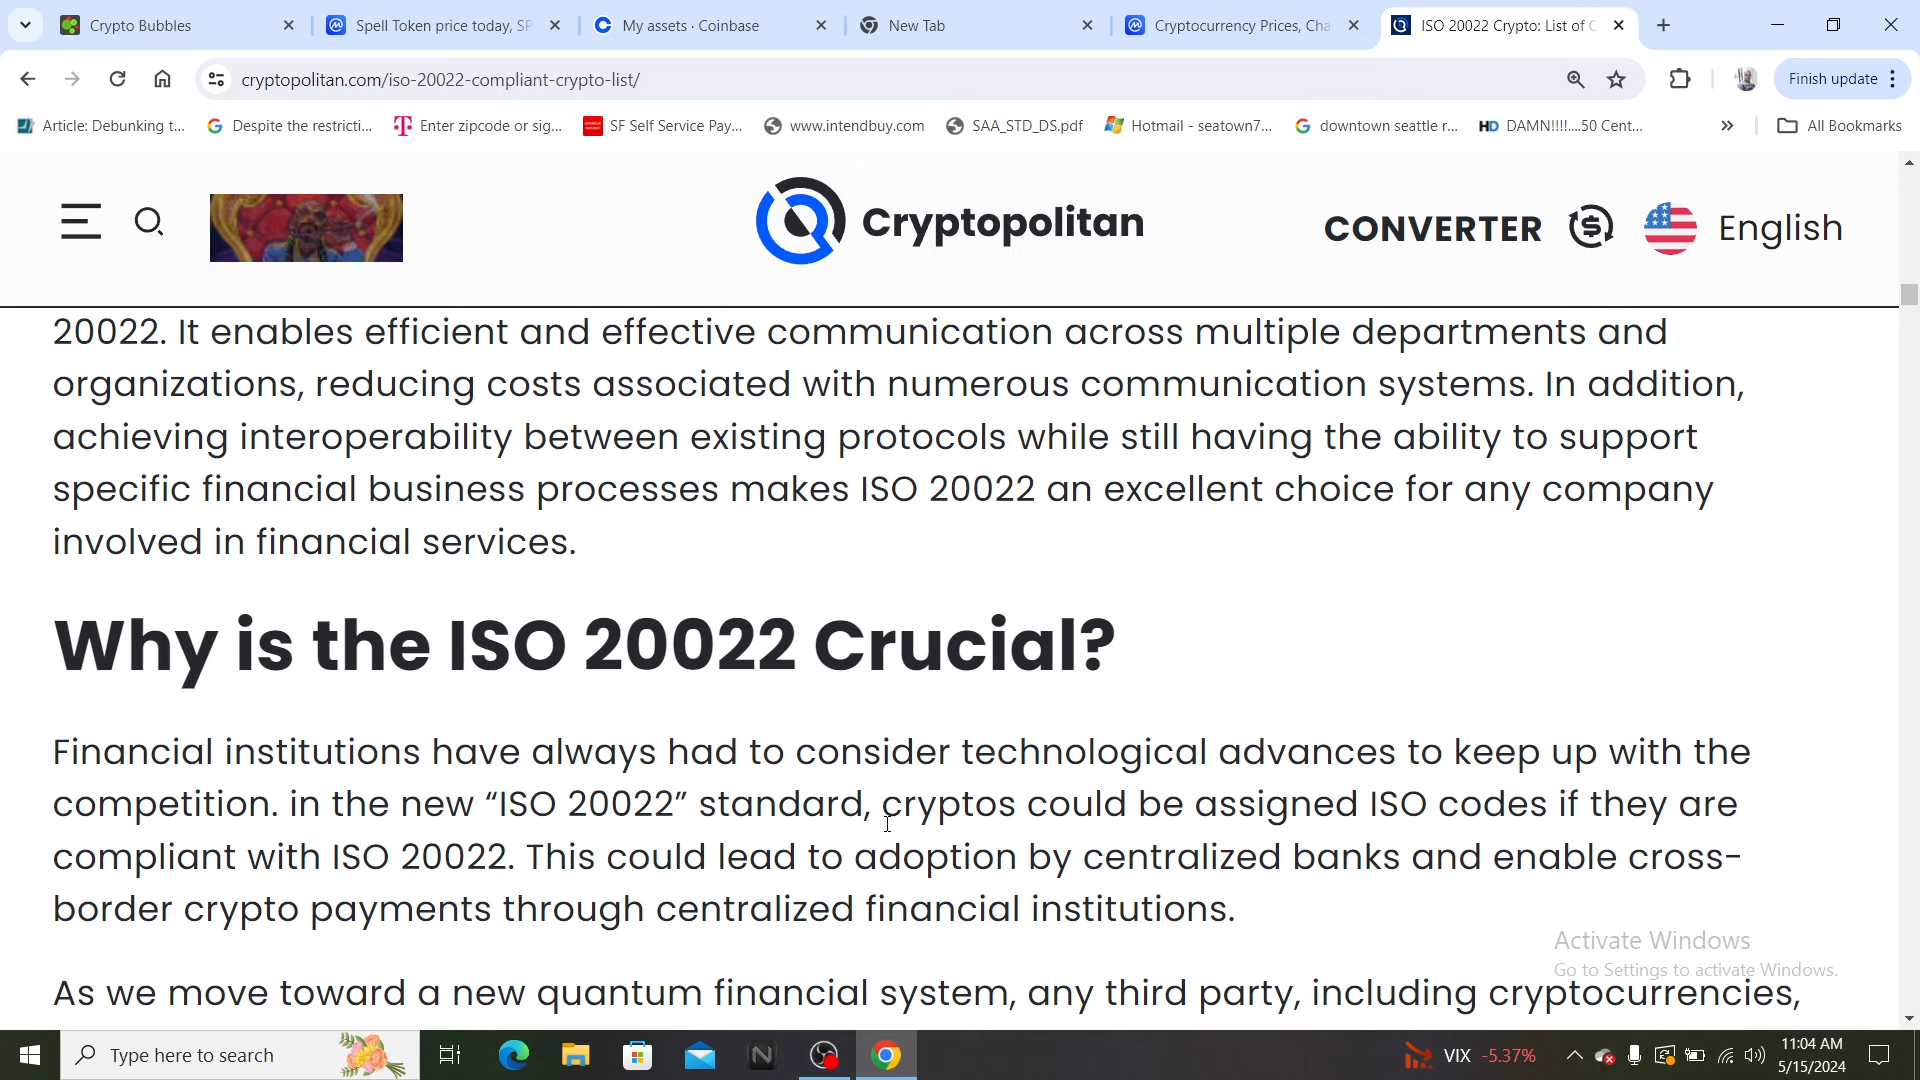 Crypto Bubbles
Spell Token price today, SP
My assets · Coinbase
New Tab
Cryptocurrency Prices, Cha
ISO 20022 Crypto: List of C
cryptopolitan.com/iso-20022-compliant-crypto-list/
Finish update
Article: Debunking t...
Despite the restricti...
Enter zipcode or sig...
SF Self Service Pay...
www.intendbuy.com
SAA_STD_DS.pdf
Hotmail - seatown7...
downtown seattle r...
HD DAMN!!!!....50 Cent...
All Bookmarks
Cryptopolitan
CONVERTER
English
20022. It enables efficient and effective communication across multiple departments and
organizations, reducing costs associated with numerous communication systems. In addition,
achieving interoperability between existing protocols while still having the ability to support
specific financial business processes makes ISO 20022 an excellent choice for any company
involved in financial services.
Why is the ISO 20022 Crucial?
Financial institutions have always had to consider technological advances to keep up with the
competition. in the new “ISO 20022” standard, cryptos could be assigned ISO codes if they are
compliant with ISO 20022. This could lead to adoption by centralized banks and enable cross-
border crypto payments through centralized financial institutions.
Activate Windows
Go to Settings to activate Windows.
As we move toward a new quantum financial system, any third party, including cryptocurrencies,
Type here to search
VIX -5.37%
11:04 AM
5/15/2024